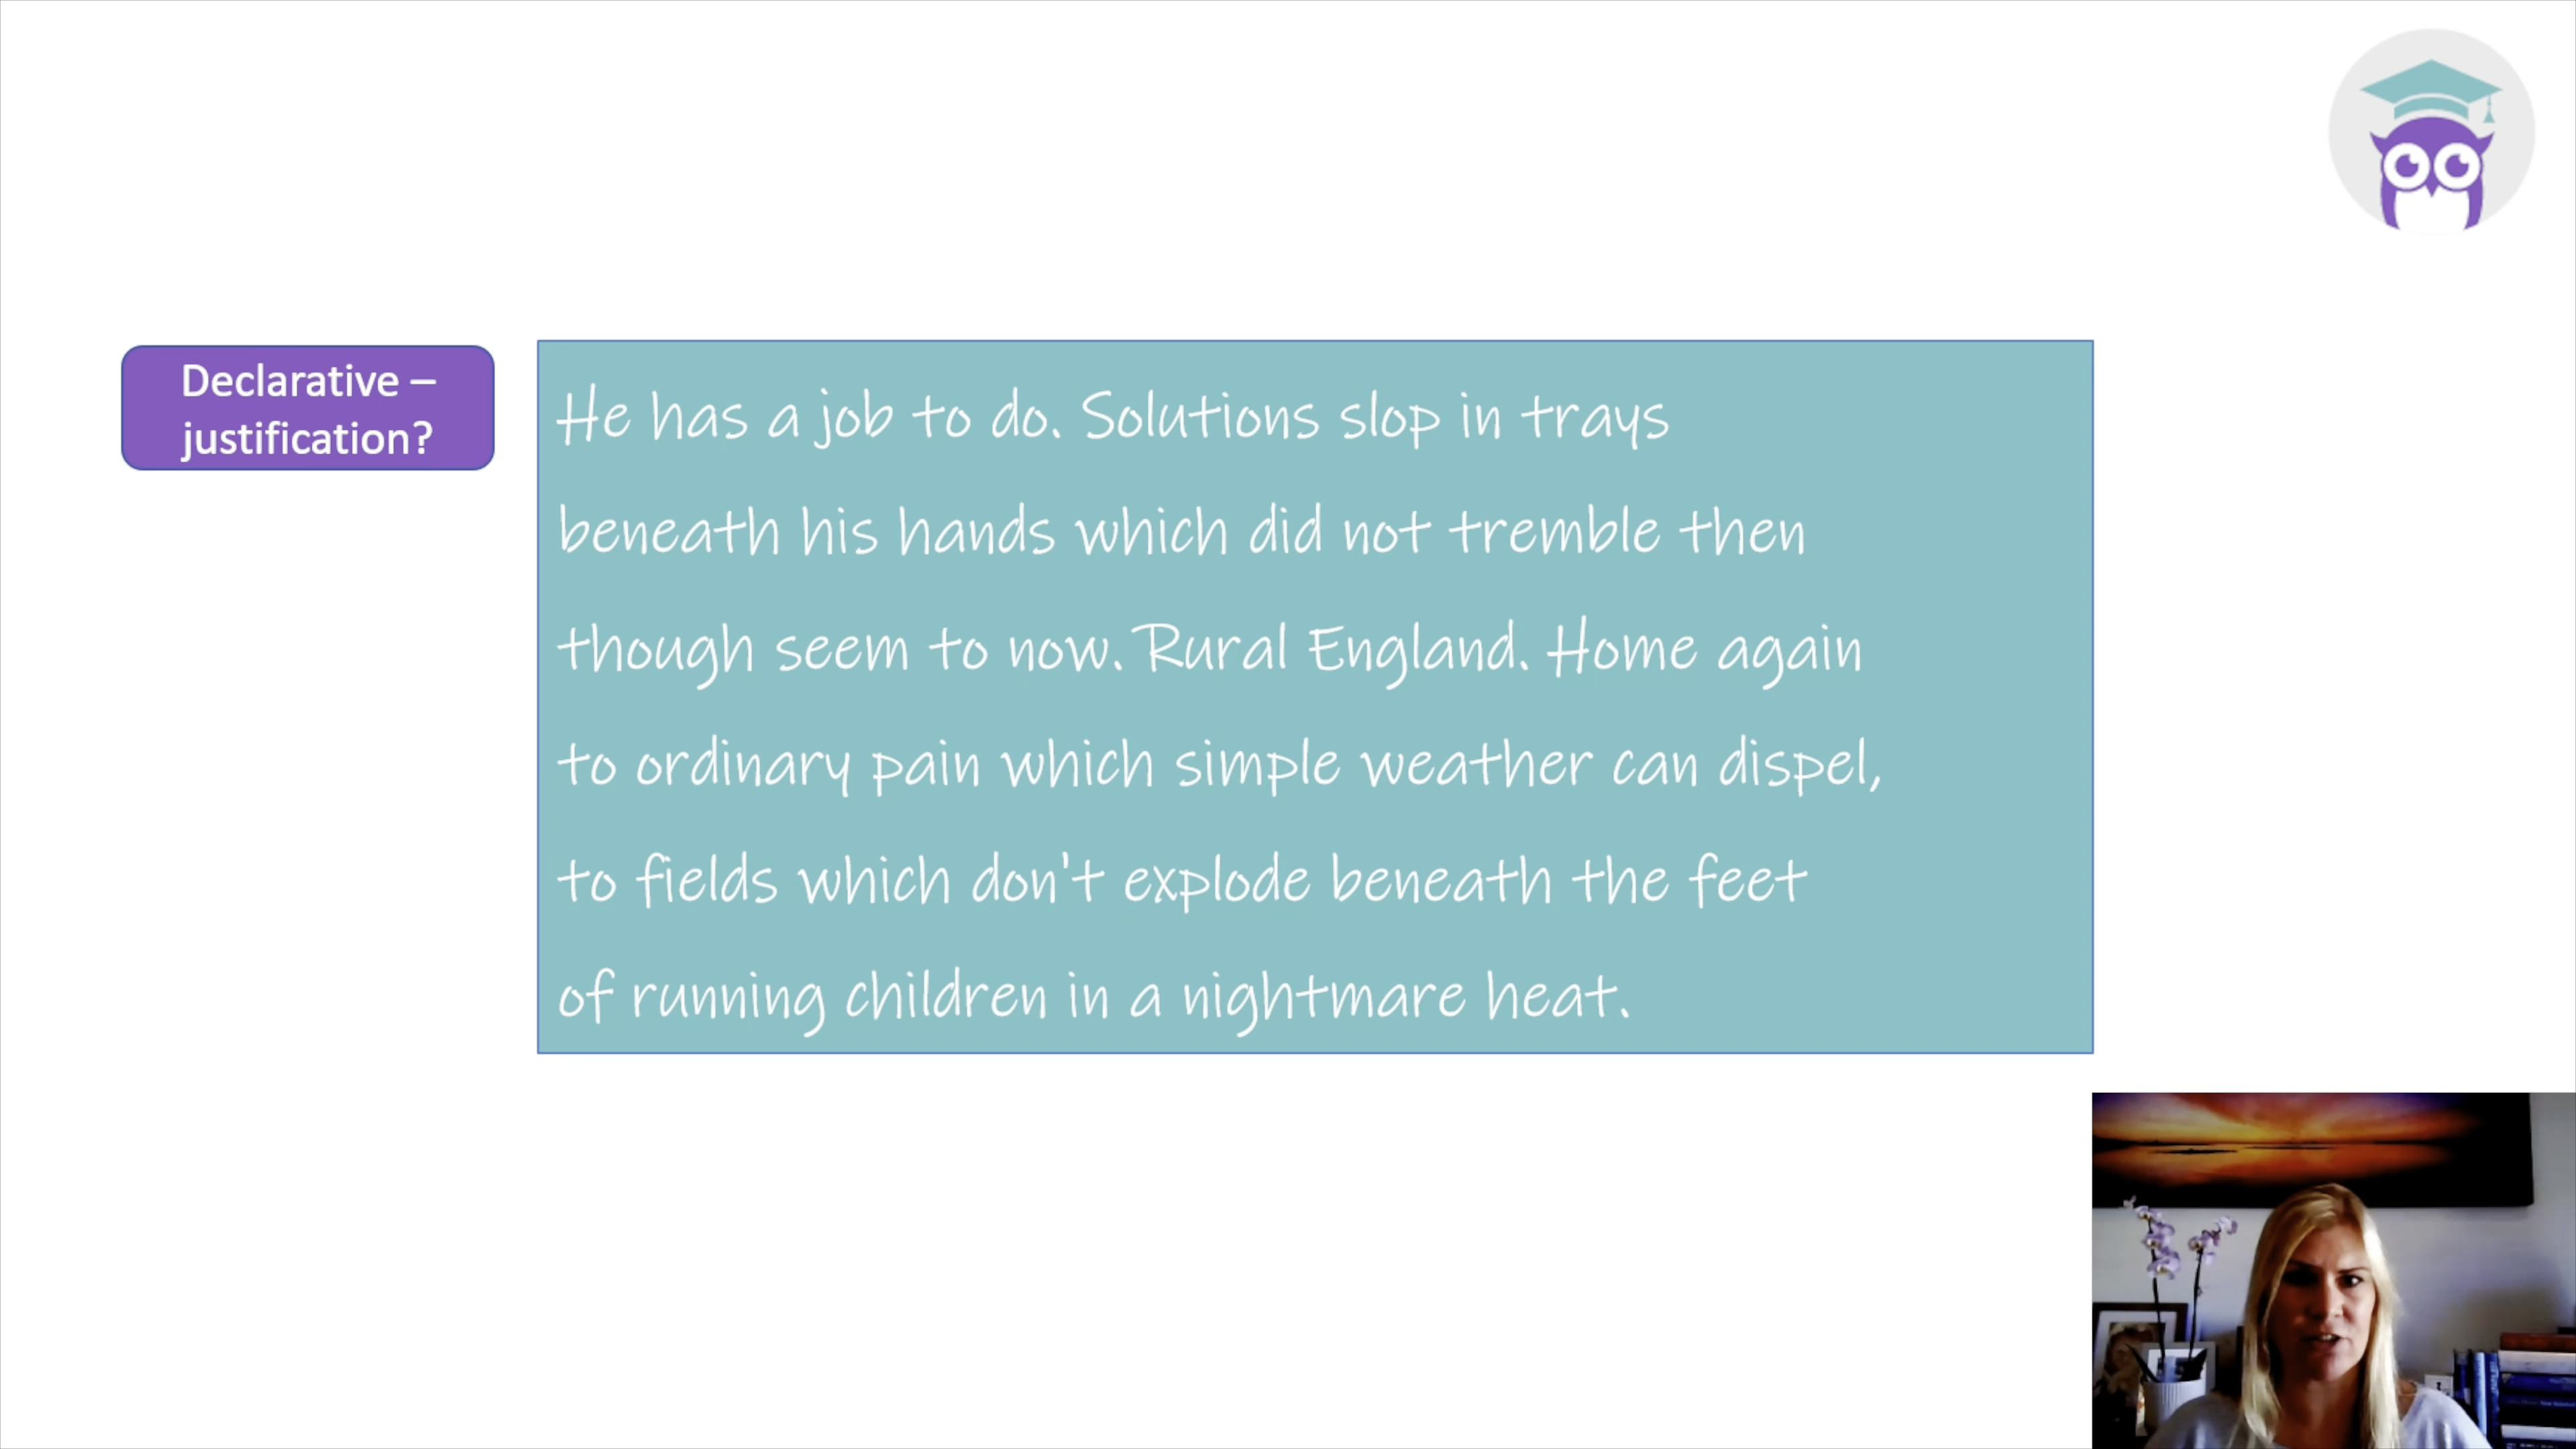 Declarative –
justification?
He has a job to do. Solutions slop in trays
beneath his hands which did not tremble then
though seem to now. Rural England. Home again
to ordinary pain which simple weather can dispel,
to fields which don't explode beneath the feet
of running children in a nightmare heat.